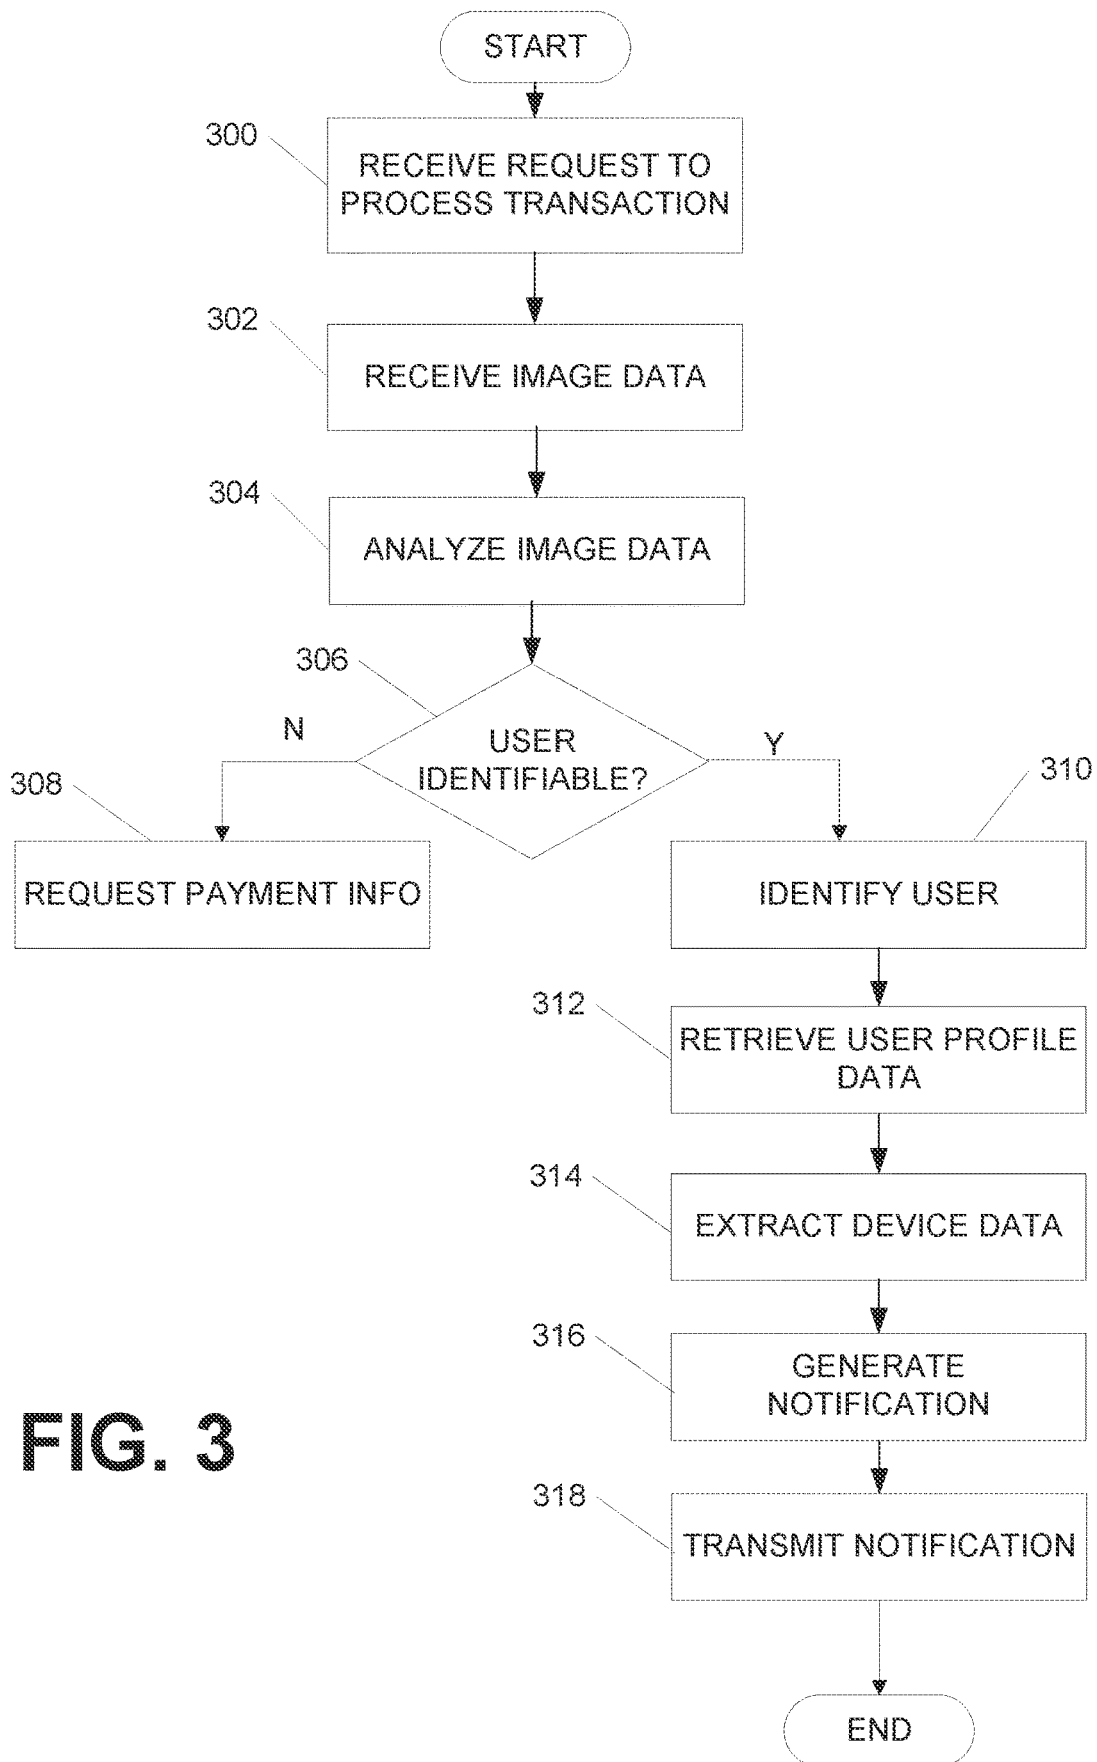 START
300
RECEIVE REQUEST TO
PROCESS TRANSACTION
302
RECEIVE IMAGE DATA
304
ANALYZE IMAGE DATA
306
N
USER
IDENTIFIABLE?
Y
308
REQUEST PAYMENT INFO
310
IDENTIFY USER
312
RETRIEVE USER PROFILE
DATA
314
EXTRACT DEVICE DATA
316
GENERATE
NOTIFICATION
FIG. 3
318
TRANSMIT NOTIFICATION
END